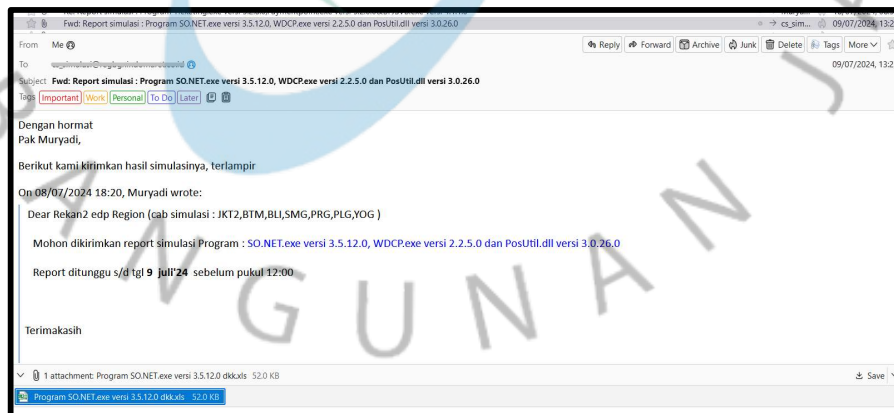 Fwd: Report simulasi : Program SO.NET.exe versi 3.5.12.0, WDCP.exe versi 2.2.5.0 dan PosUtil.dll versi 3.0.26.0 cs_sim... 09/07/2024, 13:2
From Me Reply Forward Archive Junk Delete Tags More
To 09/07/2024, 13:2
Subject Fwd: Report simulasi : Program SO.NET.exe versi 3.5.12.0, WDCP.exe versi 2.2.5.0 dan PosUtil.dll versi 3.0.26.0
Tags Important Work Personal To Do Later
Dengan hormat
Pak Muryadi,
Berikut kami kirimkan hasil simulasinya, terlampir
On 08/07/2024 18:20, Muryadi wrote:
Dear Rekan2 edp Region (cab simulasi : JKT2,BTM,BLI,SMG,PRG,PLG,YOG )
Mohon dikirimkan report simulasi Program : SO.NET.exe versi 3.5.12.0, WDCP.exe versi 2.2.5.0 dan PosUtil.dll versi 3.0.26.0
Report ditunggu s/d tgl 9 juli'24 sebelum pukul 12:00
Terimakasih
1 attachment: Program SO.NET.exe versi 3.5.12.0 dkk.xls 52.0 KB Save
Program SO.NET.exe versi 3.5.12.0 dkk.xls 52.0 KB
ANGUNAN